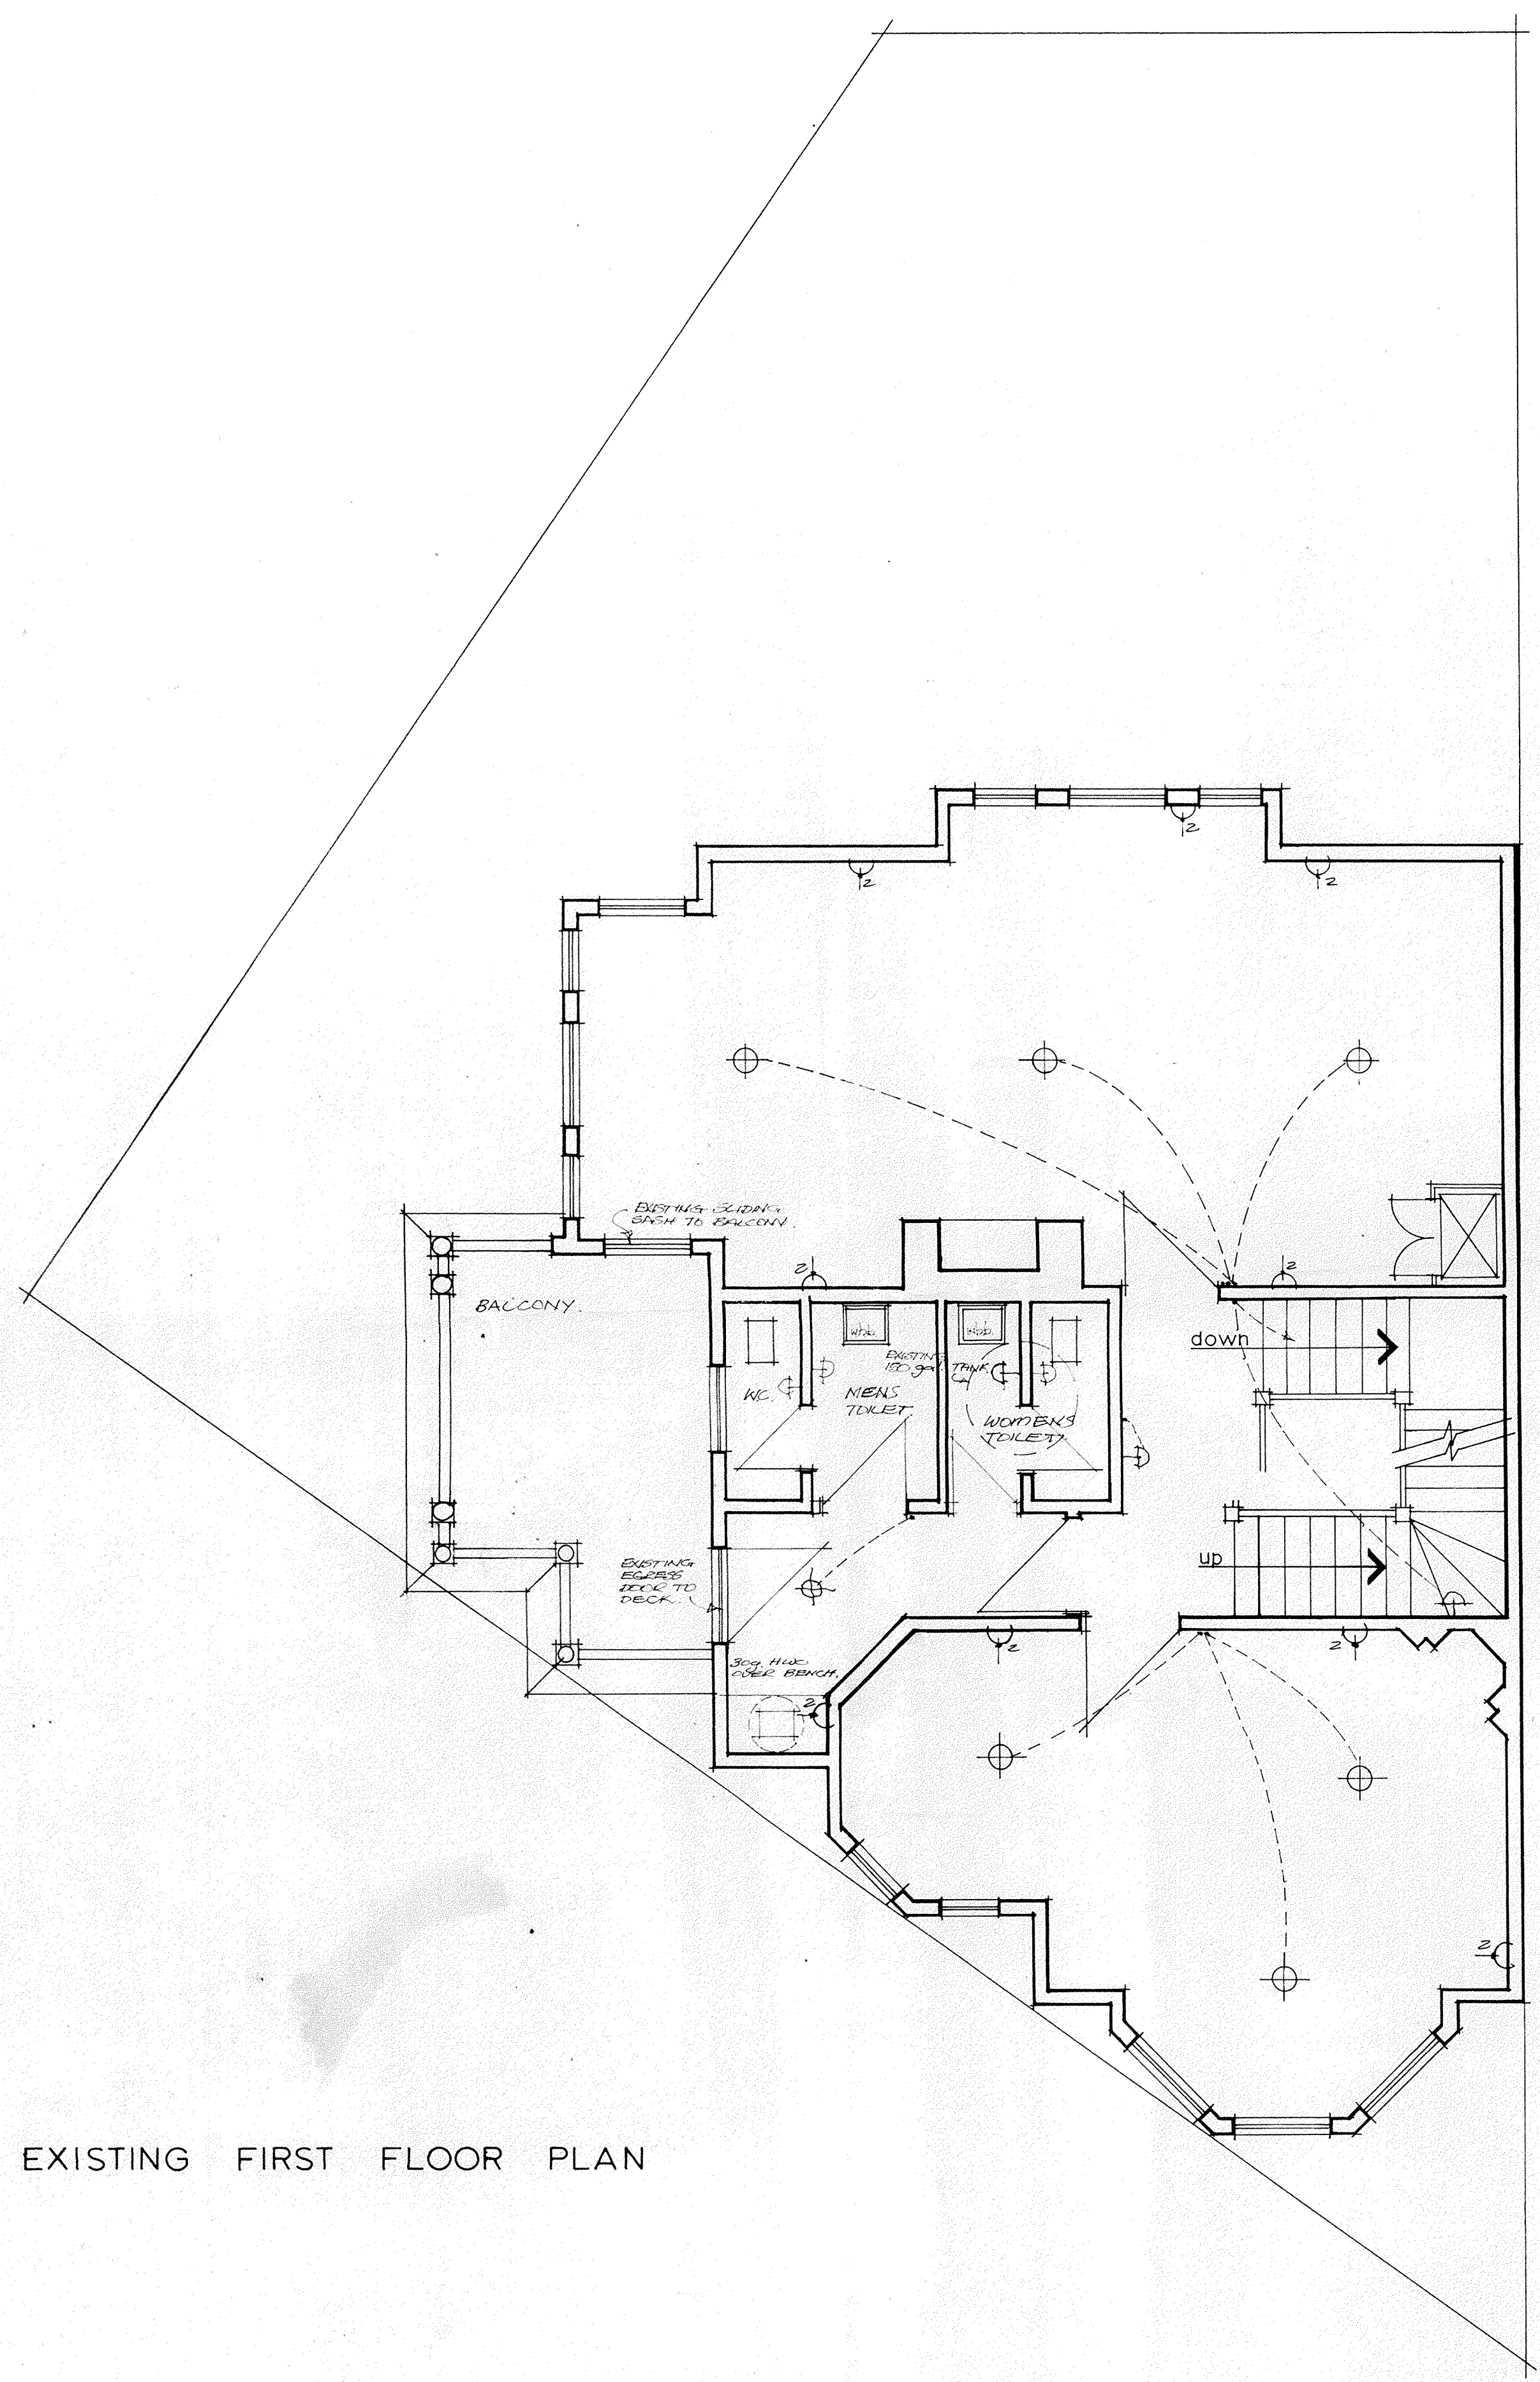 2
2
2
EXISTING SLIDING
SASH TO BALCONY.
2
2
BALCONY.
down
w.h.b.
w.h.b.
EXISTING
150 gal. TANK
W.C.
MENS
TOILET
WOMENS
TOILET
up
EXISTING
EGRESS
DOOR TO
DECK.
2
2
30g HWC
OVER BENCH.
2
2
EXISTING FIRST FLOOR PLAN